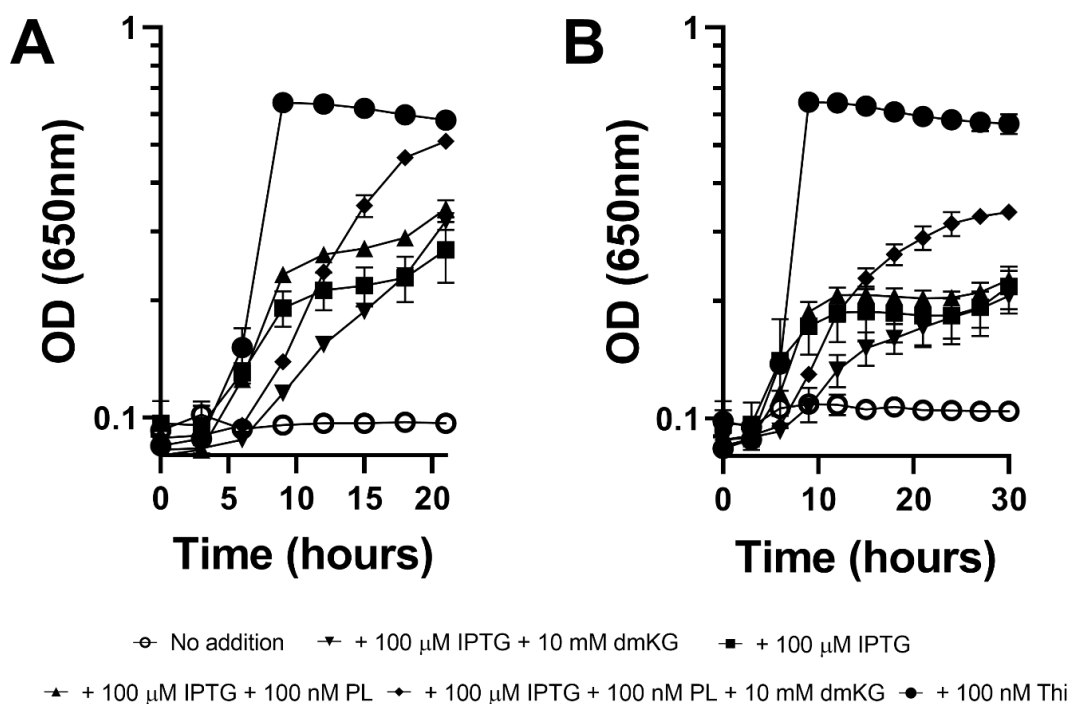 A
B
1
1
OD (650nm)
OD (650nm)
0.1
0.1
0 5 10 15 20
0 10 20 30
Time (hours)
Time (hours)
No addition + 100 μM IPTG + 10 mM dmKG + 100 μM IPTG
+ 100 μM IPTG + 100 nM PL + 100 μM IPTG + 100 nM PL + 10 mM dmKG + 100 nM Thi